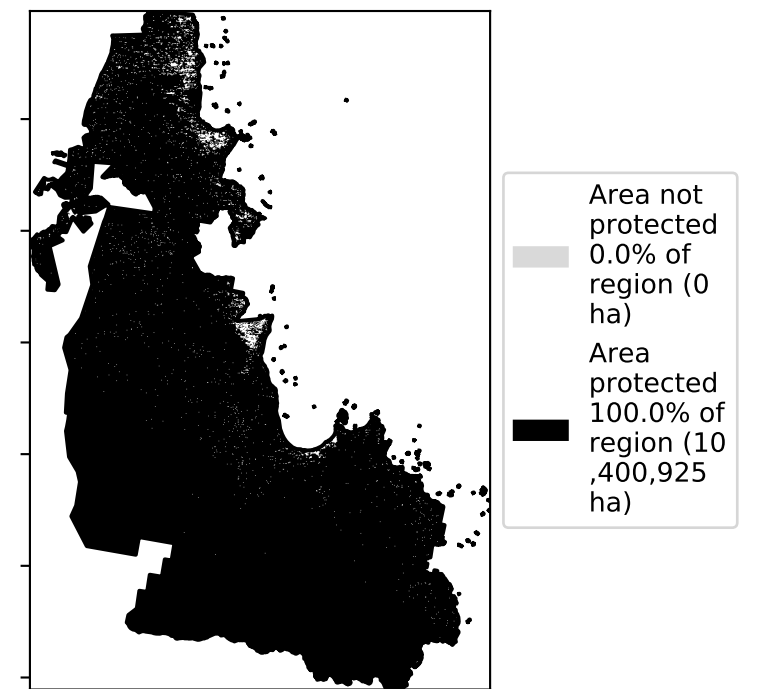 Area not
protected
0.0% of
region (0
ha)
Area
protected
100.0% of
region (10
,400,925
ha)